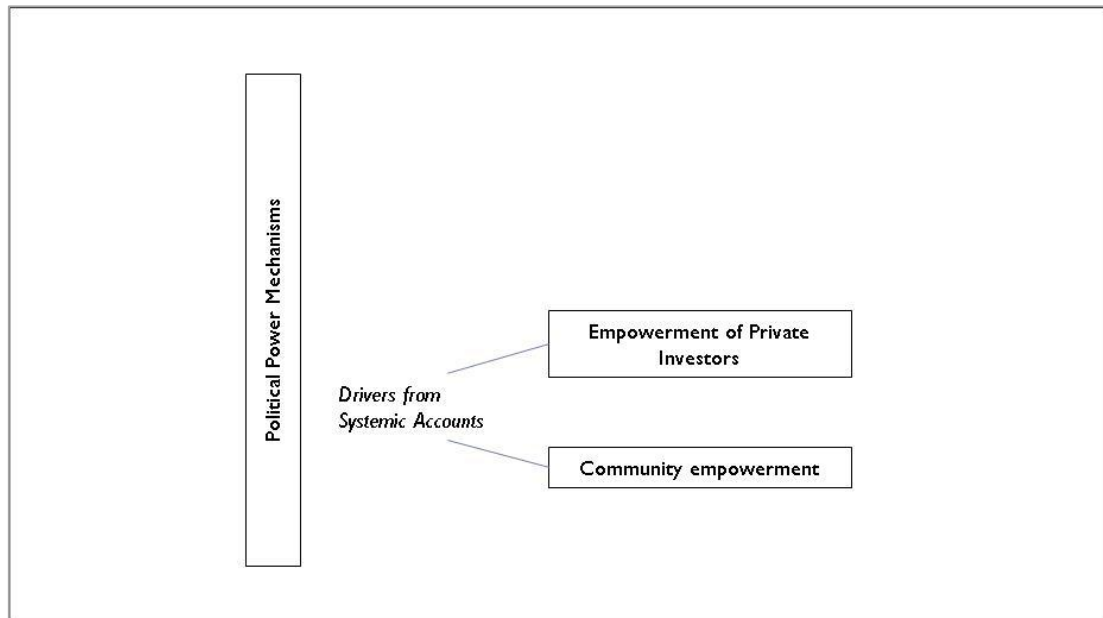 Political Power Mechanisms
Empowerment of Private
Investors
Drivers from
Systemic Accounts
Community empowerment